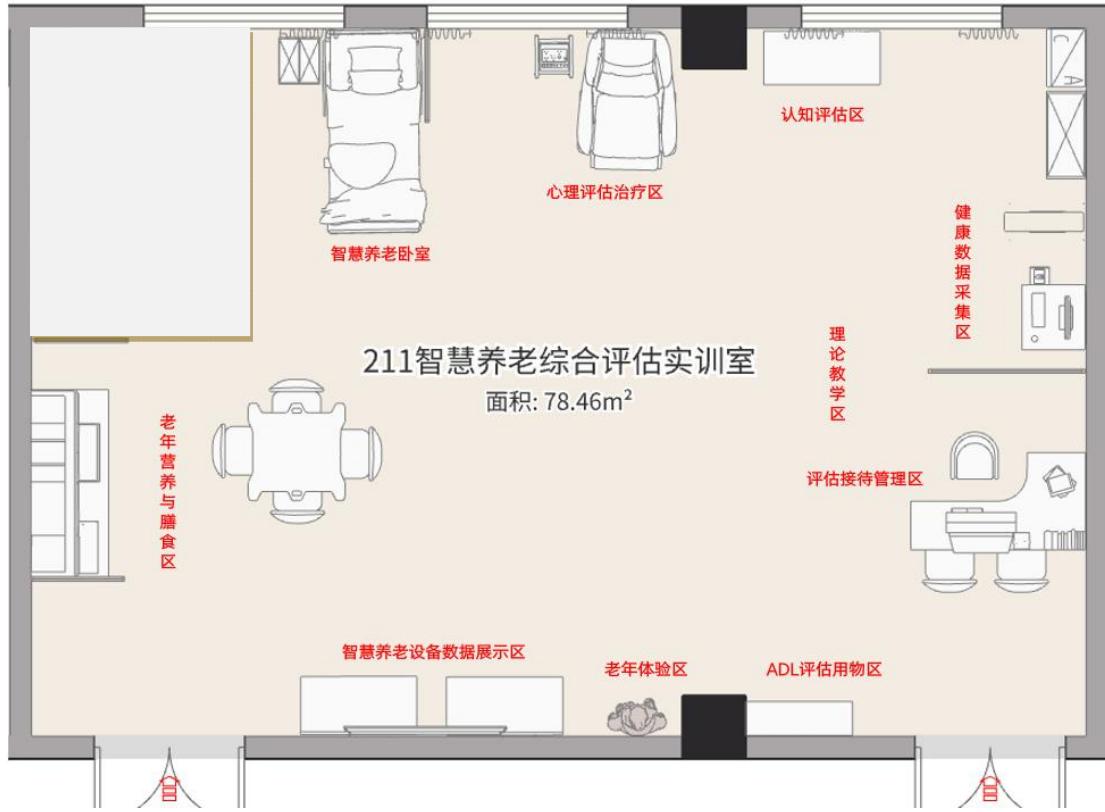 认知评估区
心理评估治疗区
智慧养老卧室
健康数据采集区
211智慧养老综合评估实训室
面积: 78.46m²
理论教学区
老年营养与膳食区
评估接待管理区
智慧养老设备数据展示区
老年体验区
ADL评估用物区